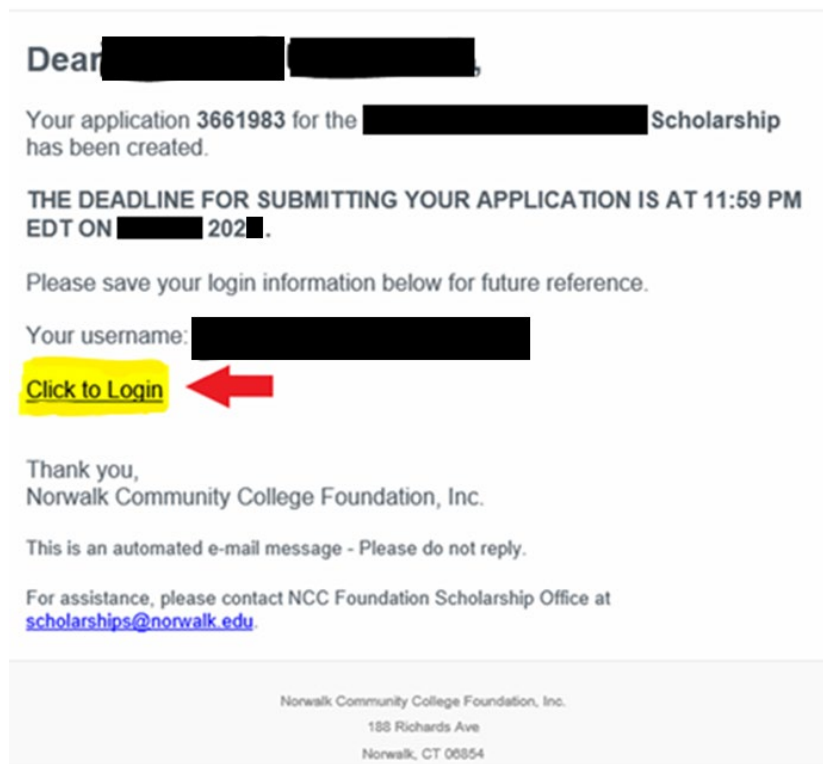 Dear ,
Your application 3661983 for the Scholarship
has been created.
THE DEADLINE FOR SUBMITTING YOUR APPLICATION IS AT 11:59 PM
EDT ON 202 .
Please save your login information below for future reference.
Your username:
Click to Login
Thank you,
Norwalk Community College Foundation, Inc.
This is an automated e-mail message - Please do not reply.
For assistance, please contact NCC Foundation Scholarship Office at
scholarships@norwalk.edu.
Norwalk Community College Foundation, Inc.
188 Richards Ave
Norwalk, CT 06854